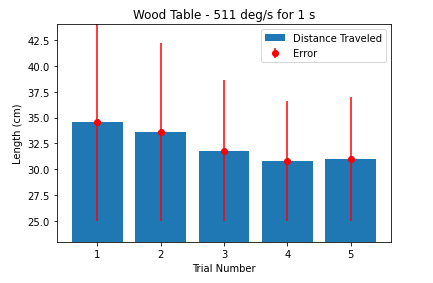 Wood Table - 511 deg/s for 1 s
Distance Traveled
Error
42.5
40.0
37.5
35.0
32.5
30.0
27.5
25.0
Length (cm)
1 2 3 4 5
Trial Number